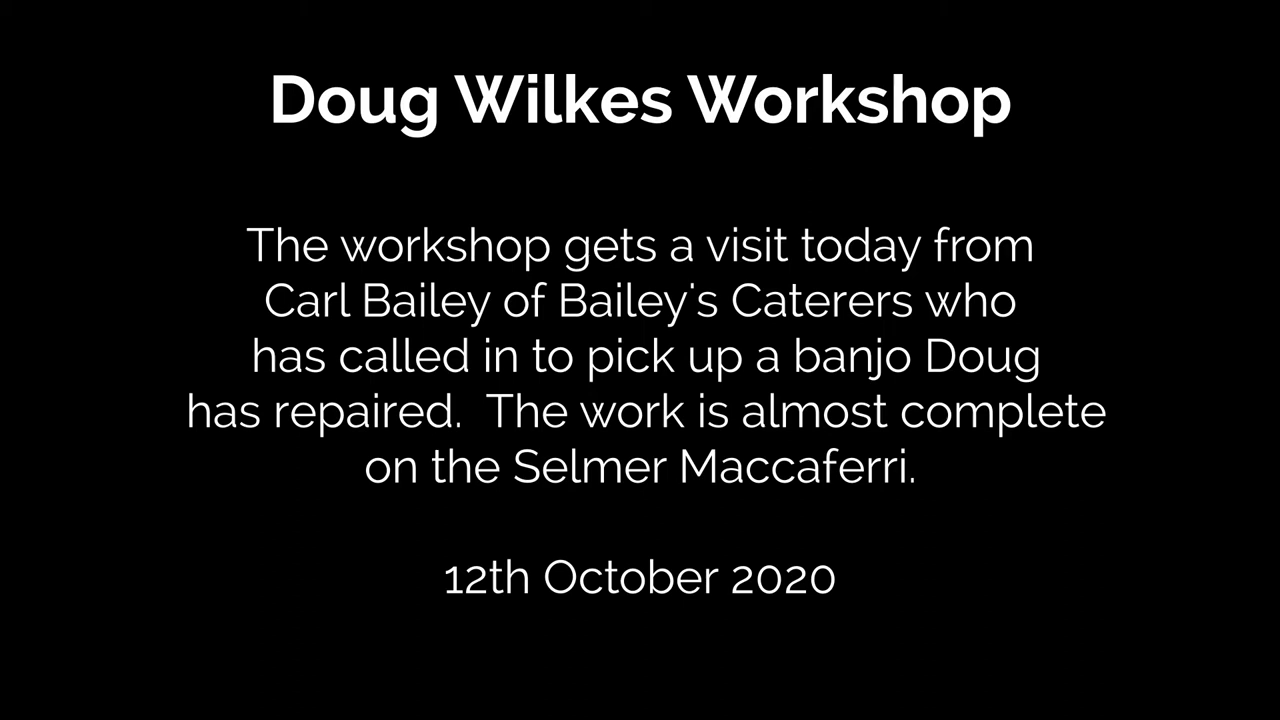 Doug Wilkes Workshop
The workshop gets a visit today from
Carl Bailey of Bailey's Caterers who
has called in to pick up a banjo Doug
has repaired.  The work is almost complete
on the Selmer Maccaferri.
12th October 2020